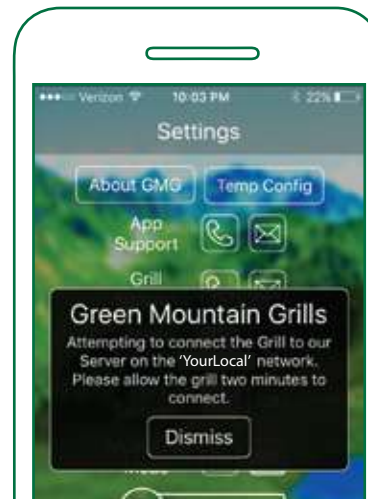 Verizon 10:03 PM 22%
Settings
About GMG Temp Config
App
Support
Grill
Green Mountain Grills
Attempting to connect the Grill to our
Server on the 'YourLocal' network.
Please allow the grill two minutes to
connect.
Dismiss
Mode